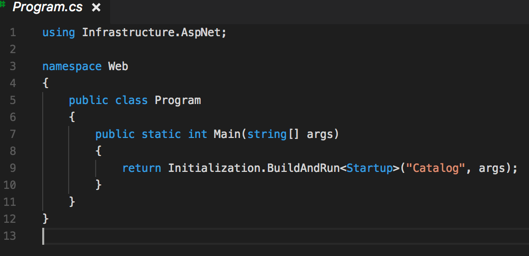 Program.cs ×
1 using Infrastructure.AspNet;
2
3 namespace Web
4 {
5     public class Program
6     {
7         public static int Main(string[] args)
8         {
9             return Initialization.BuildAndRun<Startup>("Catalog", args);
10         }
11     }
12 }
13